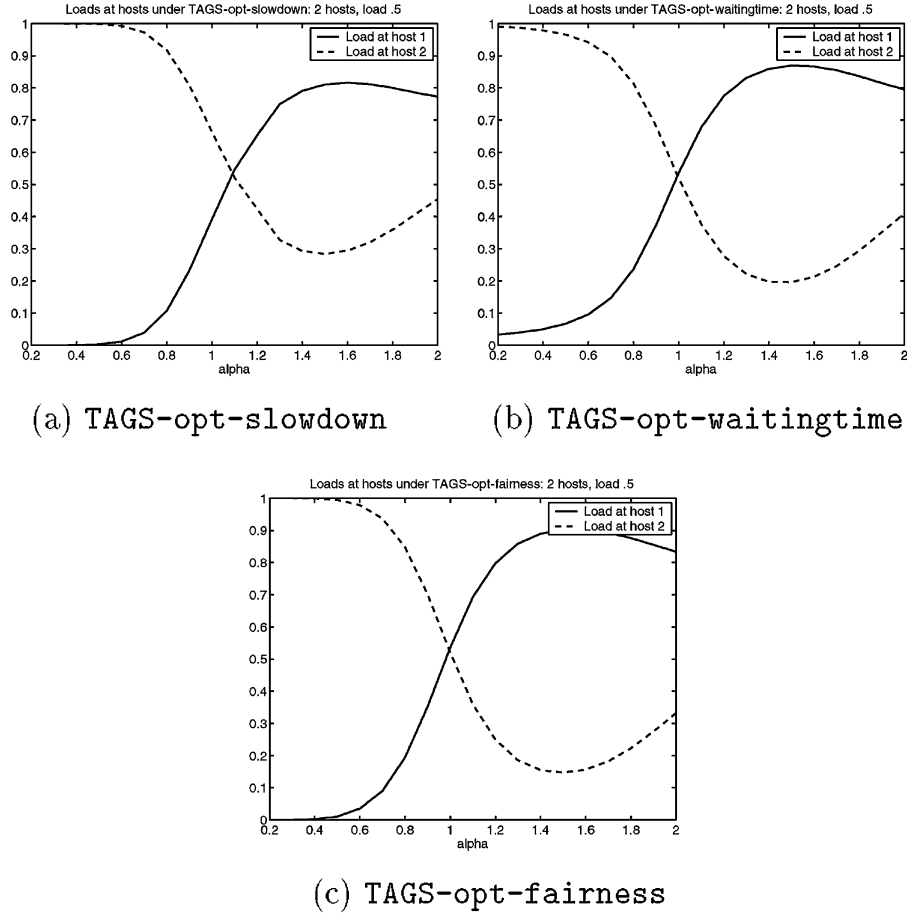 Loads at hosts under TAGS-opt-slowdown: 2 hosts, load .5
Load at host 1
Load at host 2
1
0.9
0.8
0.7
0.6
0.5
0.4
0.3
0.2
0.1
0
0.2 0.4 0.6 0.8 1 1.2 1.4 1.6 1.8 2
alpha
(a) TAGS-opt-slowdown
Loads at hosts under TAGS-opt-waitingtime: 2 hosts, load .5
Load at host 1
Load at host 2
1
0.9
0.8
0.7
0.6
0.5
0.4
0.3
0.2
0.1
0
0.2 0.4 0.6 0.8 1 1.2 1.4 1.6 1.8 2
alpha
(b) TAGS-opt-waitingtime
Loads at hosts under TAGS-opt-fairness: 2 hosts, load .5
Load at host 1
Load at host 2
1
0.9
0.8
0.7
0.6
0.5
0.4
0.3
0.2
0.1
0
0.2 0.4 0.6 0.8 1 1.2 1.4 1.6 1.8 2
alpha
(c) TAGS-opt-fairness